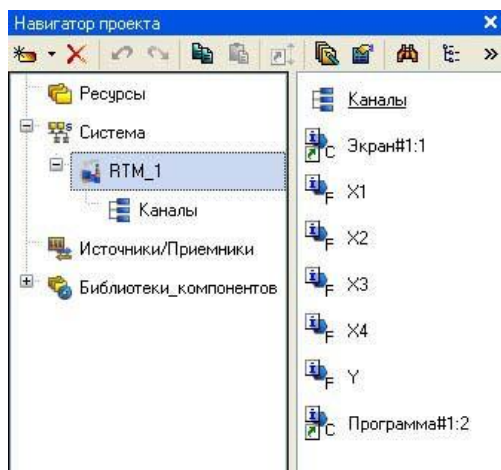 Навигатор проекта
Ресурсы
Система
RTM_1
Каналы
Источники/Приемники
Библиотеки_компонентов
Каналы
C Экран#1:1
F X1
F X2
F X3
F X4
F Y
C Программа#1:2